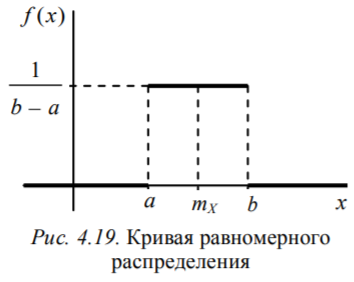 f(x)
1
b – a
a m_X b x
Рис. 4.19. Кривая равномерного
распределения